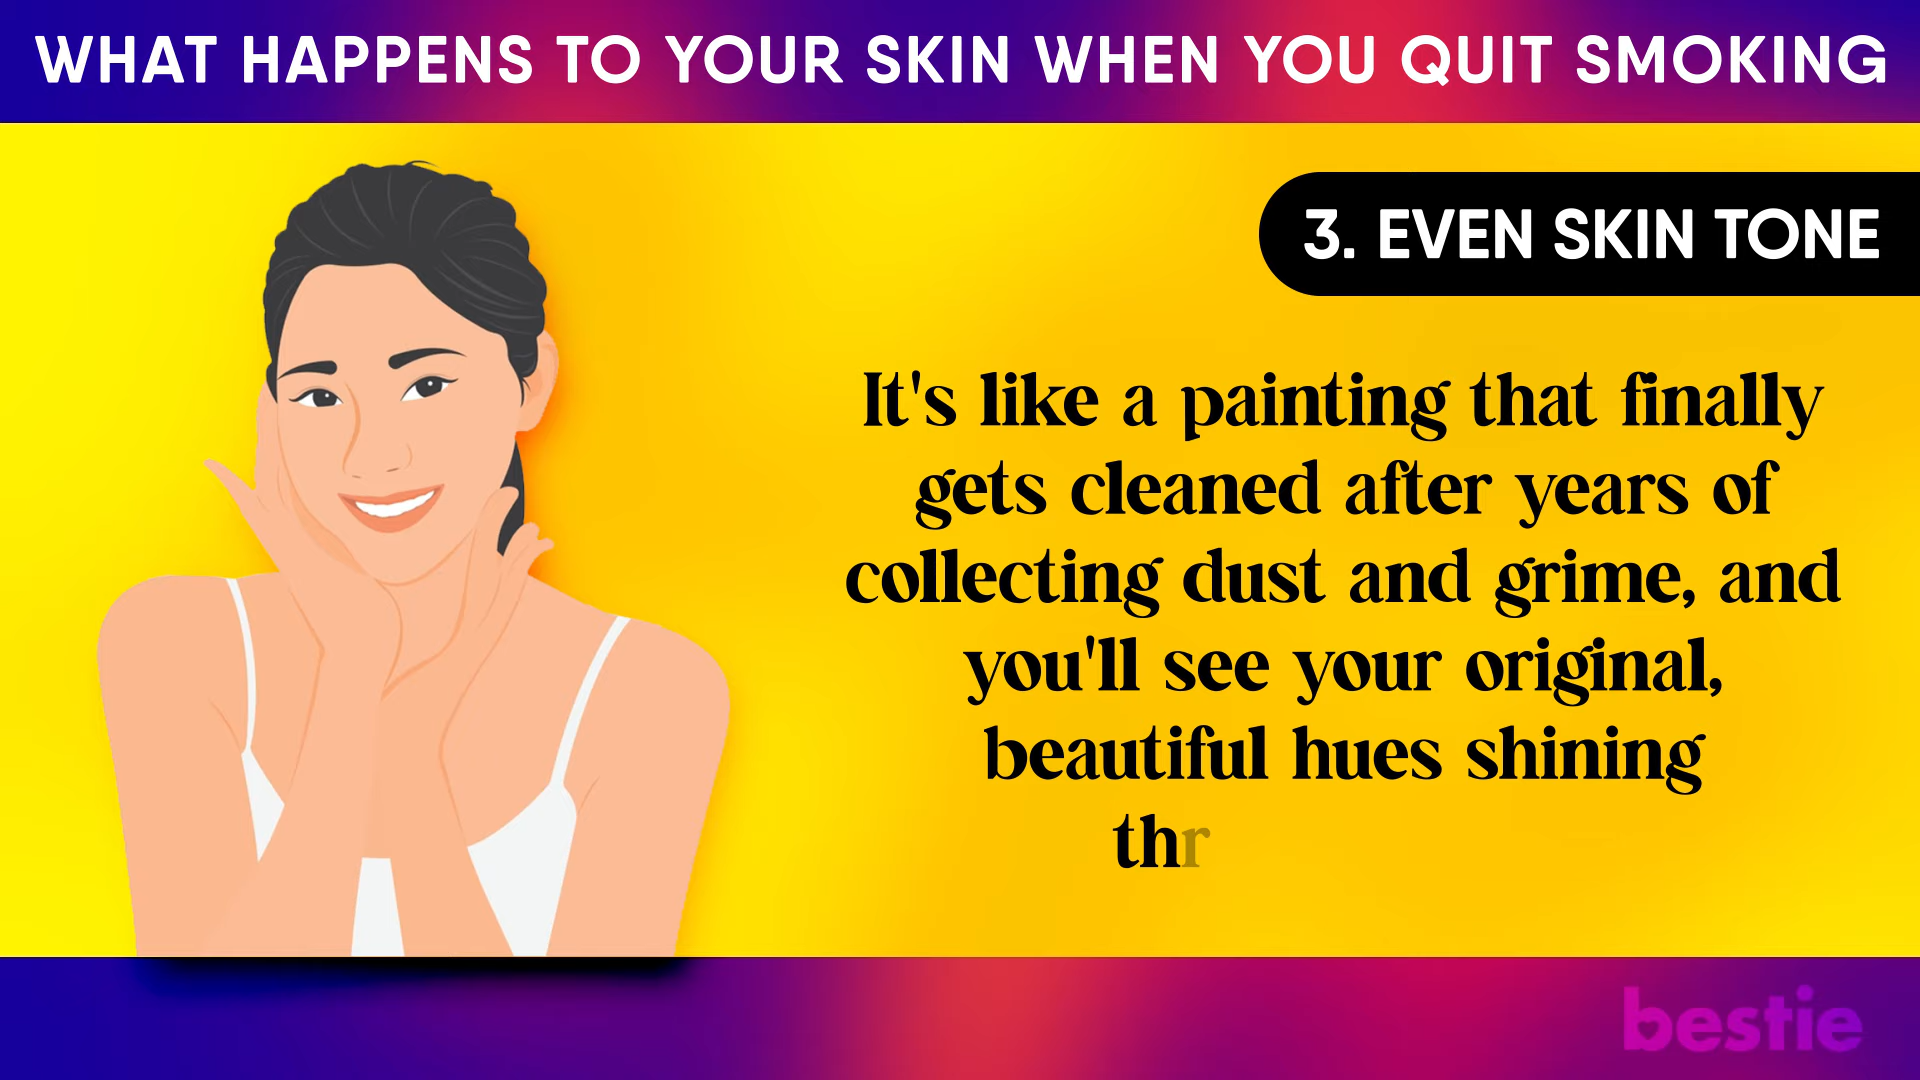 WHAT HAPPENS TO YOUR SKIN WHEN YOU QUIT SMOKING
3. EVEN SKIN TONE
It's like a painting that finally
gets cleaned after years of
collecting dust and grime, and
you'll see your original,
beautiful hues shining
thr
bestie